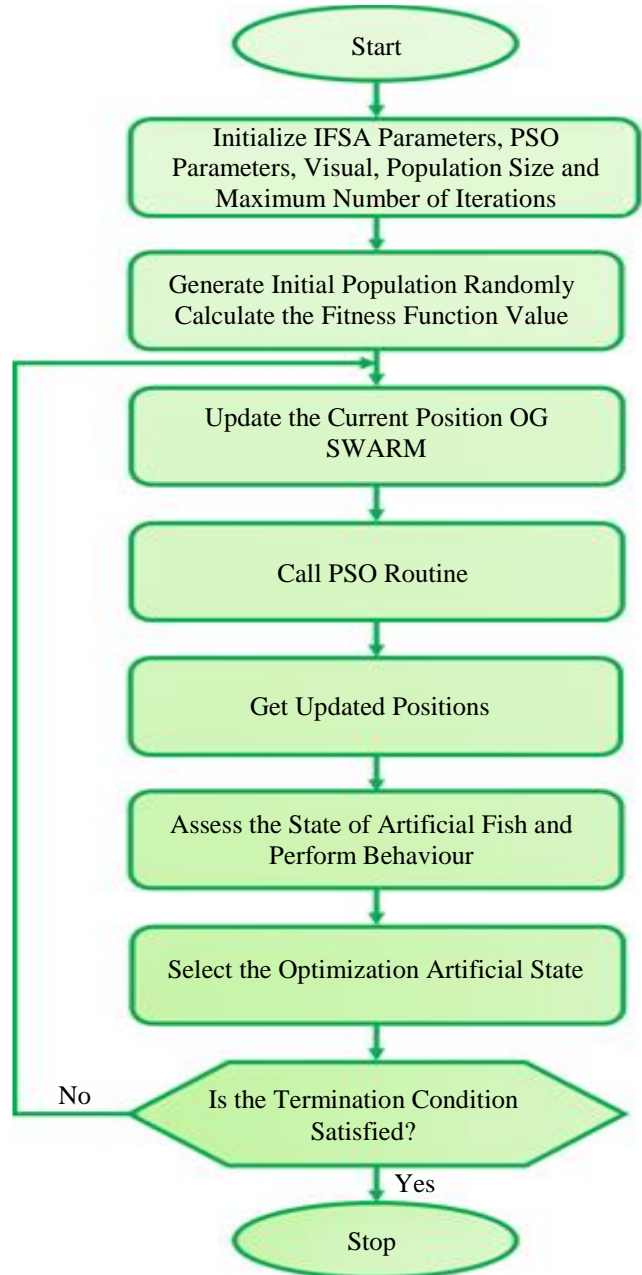 Start
Initialize IFSA Parameters, PSO
Parameters, Visual, Population Size and
Maximum Number of Iterations
Generate Initial Population Randomly
Calculate the Fitness Function Value
Update the Current Position OG
SWARM
Call PSO Routine
Get Updated Positions
Assess the State of Artificial Fish and
Perform Behaviour
Select the Optimization Artificial State
No
Is the Termination Condition
Satisfied?
Yes
Stop